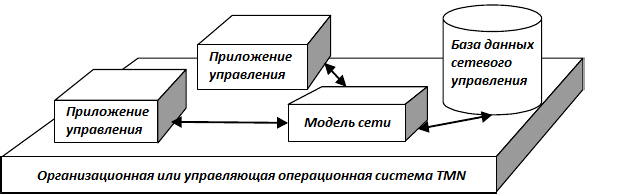 Приложение
управления
База данных
сетевого
управления
Приложение
управления
Модель сети
Организационная или управляющая операционная система TMN